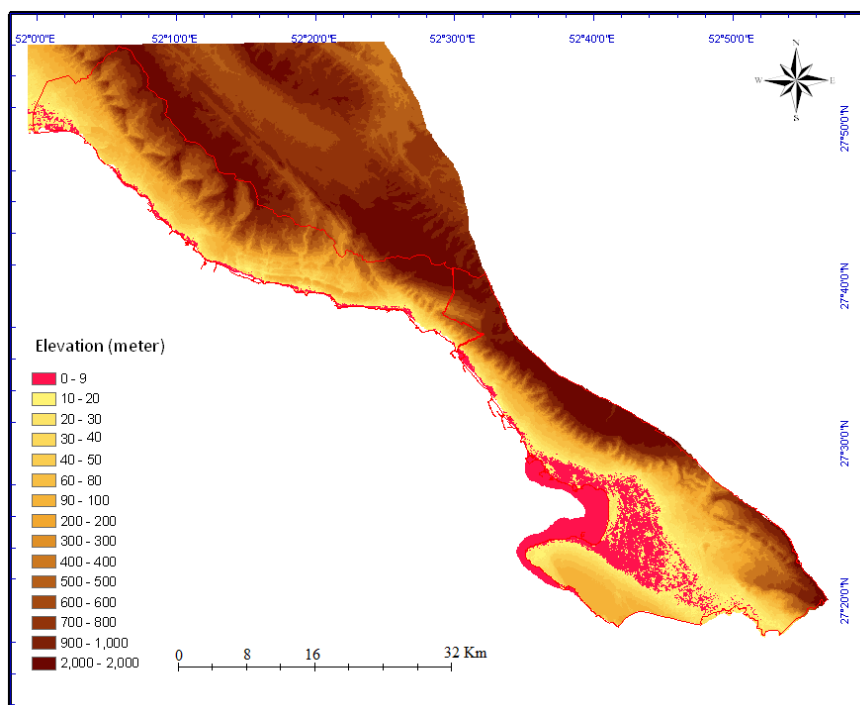 52°0'0"E 52°10'0"E 52°20'0"E 52°30'0"E 52°40'0"E 52°50'0"E
N
W E
S
27°50'0"N
27°40'0"N
27°30'0"N
27°20'0"N
Elevation (meter)
0 - 9
10 - 20
20 - 30
30 - 40
40 - 50
60 - 80
90 - 100
200 - 200
300 - 300
400 - 400
500 - 500
600 - 600
700 - 800
900 - 1,000
2,000 - 2,000
0 8 16 32 Km